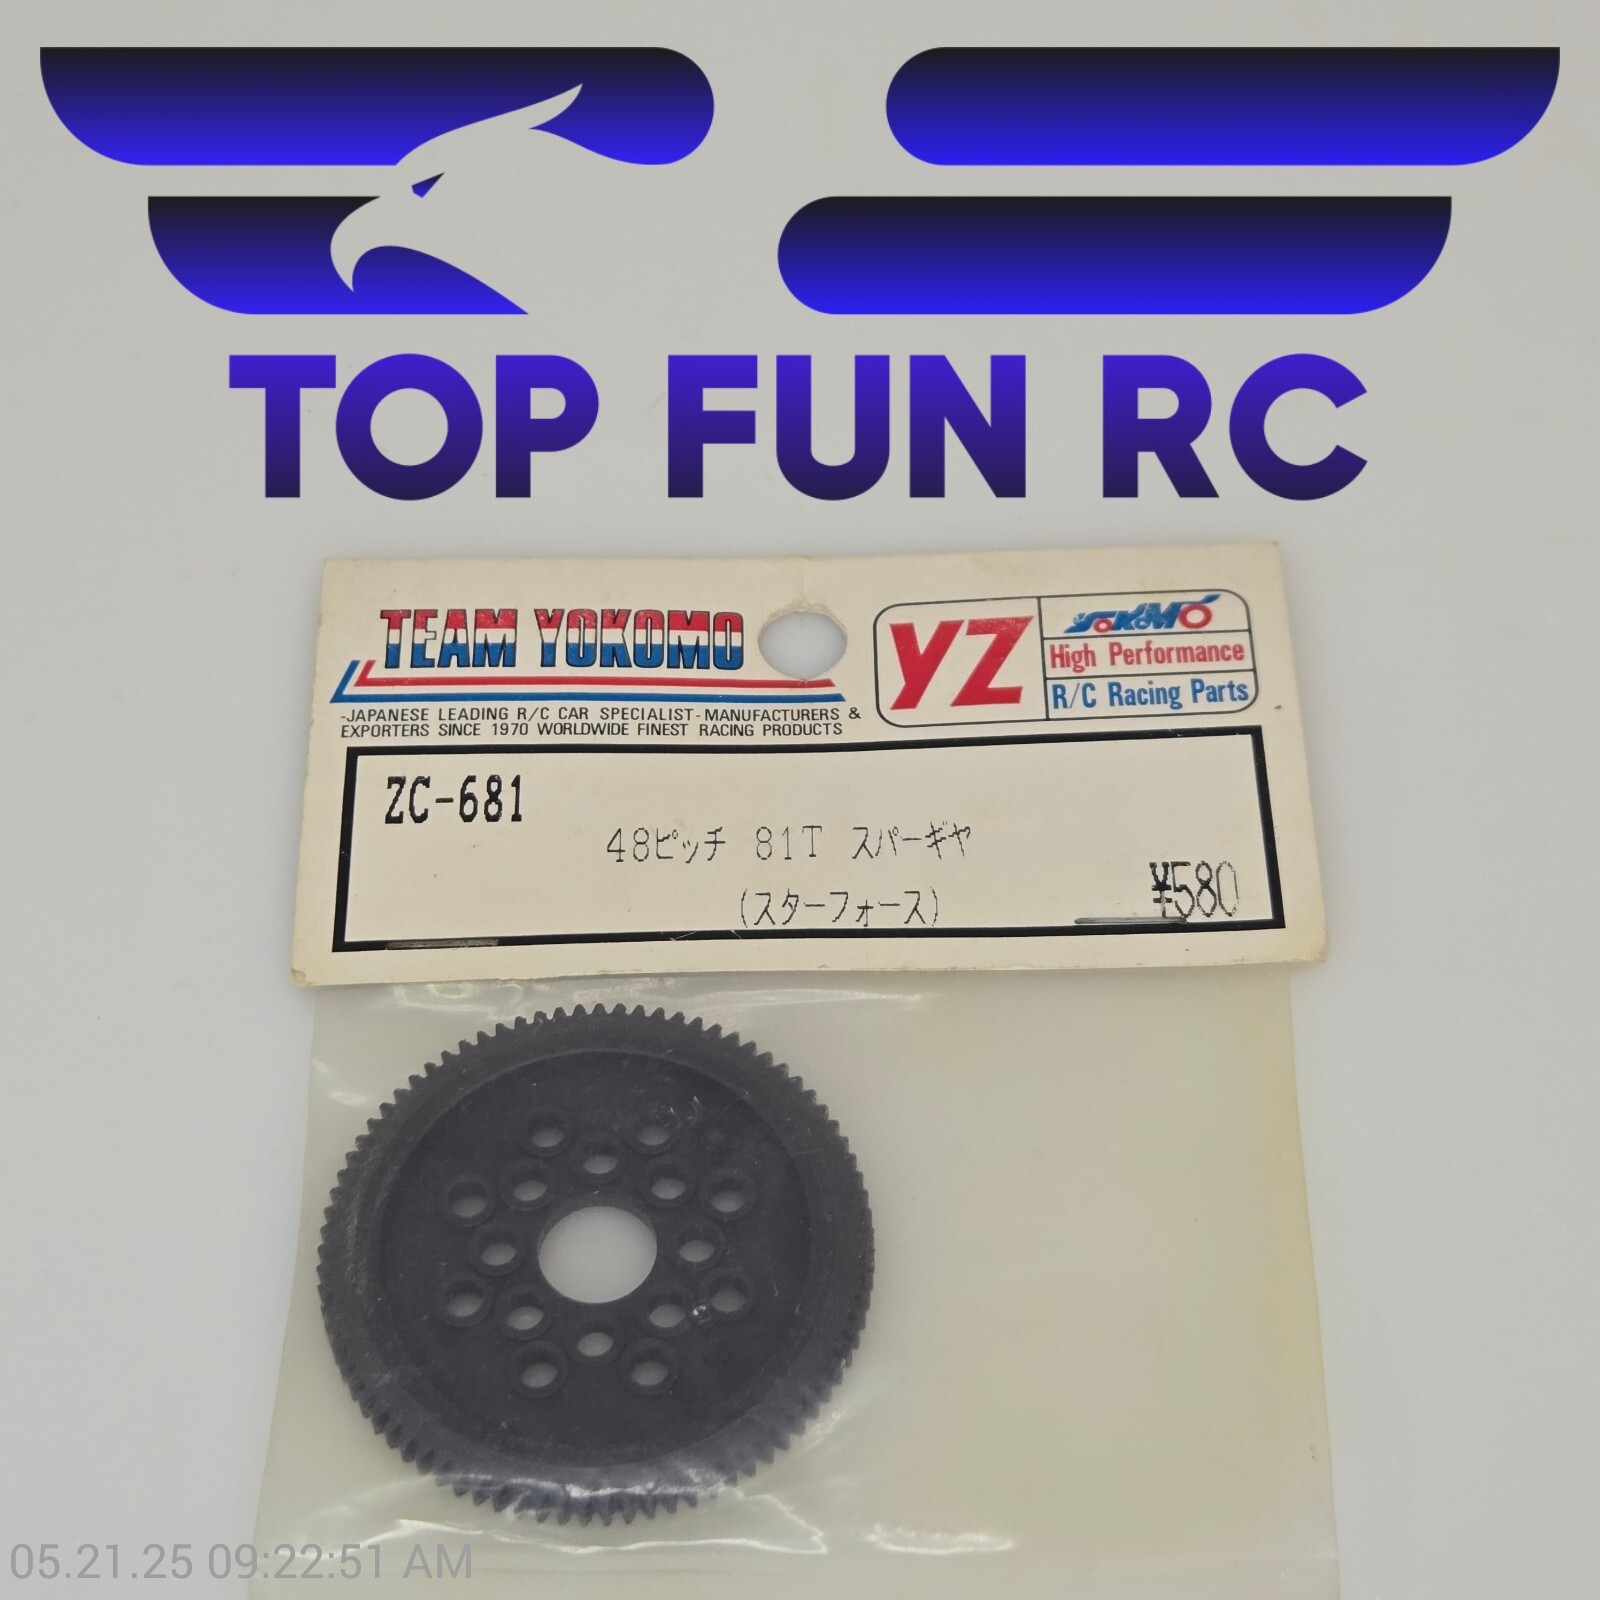 TOP FUN RC
TEAM YOKOMO
-JAPANESE LEADING R/C CAR SPECIALIST-MANUFACTURERS &
EXPORTERS SINCE 1970 WORLDWIDE FINEST RACING PRODUCTS
YZ
YOKOMO
High Performance
R/C Racing Parts
ZC-681
48ピッチ 81T スパーギヤ
(スターフォース)
¥580
05.21.25 09:22:51 AM